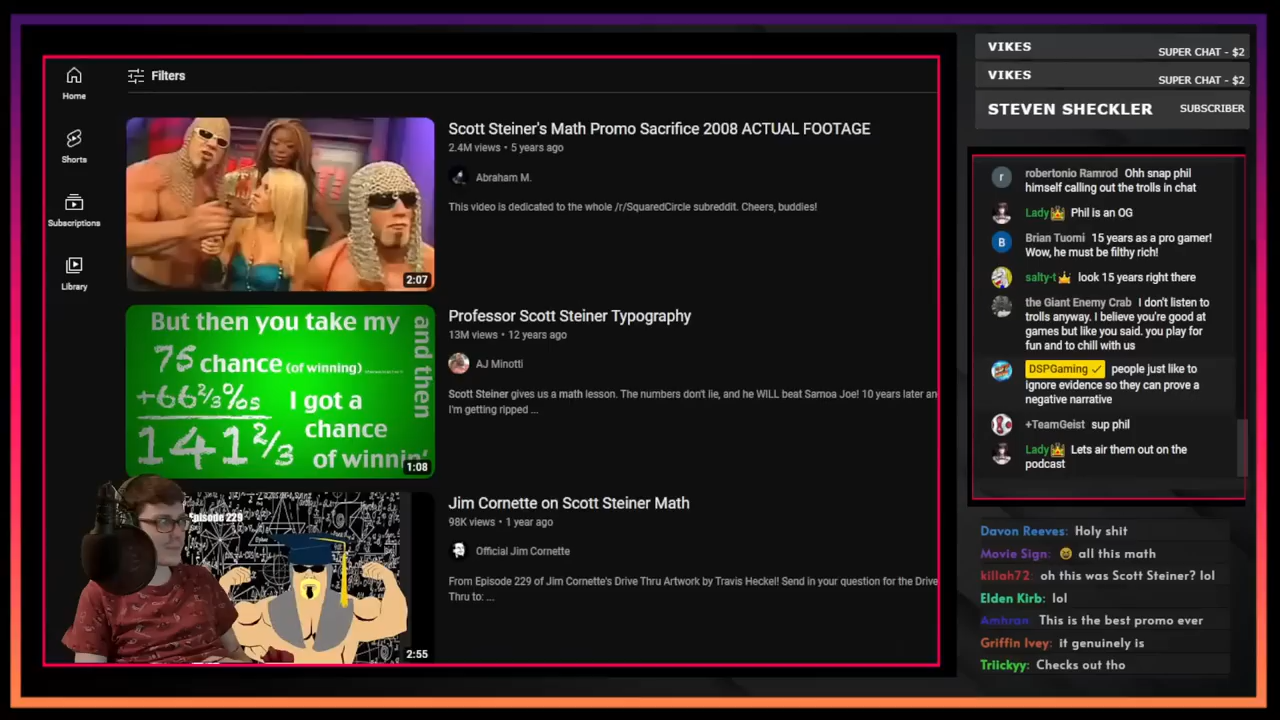 Home
Shorts
Subscriptions
Library
Filters
Scott Steiner's Math Promo Sacrifice 2008 ACTUAL FOOTAGE
2.4M views • 5 years ago
Abraham M.
This video is dedicated to the whole /r/SquaredCircle subreddit. Cheers, buddies!
2:07
But then you take my
75 chance (of winning)
+66 2/3 %s
I got a
chance
141 2/3
of winnin'
and then
1:08
Professor Scott Steiner Typography
13M views • 12 years ago
AJ Minotti
Scott Steiner gives us a math lesson. The numbers don't lie, and he WILL beat Samoa Joe! 10 years later an
I'm getting ripped ...
Episode 229
2:55
Jim Cornette on Scott Steiner Math
98K views • 1 year ago
Official Jim Cornette
From Episode 229 of Jim Cornette's Drive Thru Artwork by Travis Heckel! Send in your question for the Drive
Thru to: ...
VIKES SUPER CHAT - $2
VIKES SUPER CHAT - $2
STEVEN SHECKLER SUBSCRIBER
r robertonio Ramrod Ohh snap phil
himself calling out the trolls in chat
Lady Phil is an OG
B Brian Tuomi 15 years as a pro gamer!
Wow, he must be filthy rich!
salty-t look 15 years right there
the Giant Enemy Crab I don't listen to
trolls anyway. I believe you're good at
games but like you said. you play for
fun and to chill with us
DSPGaming ✓ people just like to
ignore evidence so they can prove a
negative narrative
+TeamGeist sup phil
Lady Lets air them out on the
podcast
Davon Reeves: Holy shit
Movie Sign: all this math
killah72: oh this was Scott Steiner? lol
Elden Kirb: lol
Amhran: This is the best promo ever
Griffin Ivey: it genuinely is
Triickyy: Checks out tho